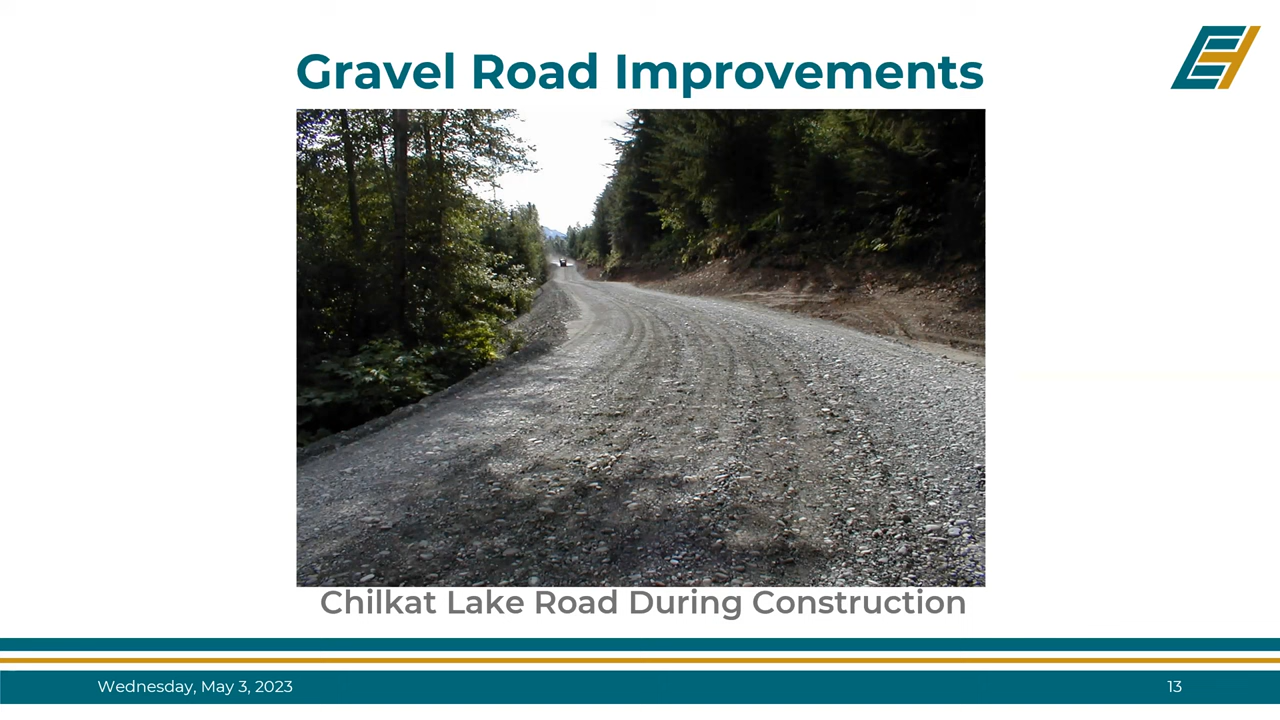 Gravel Road Improvements
Chilkat Lake Road During Construction
Wednesday, May 3, 2023
13